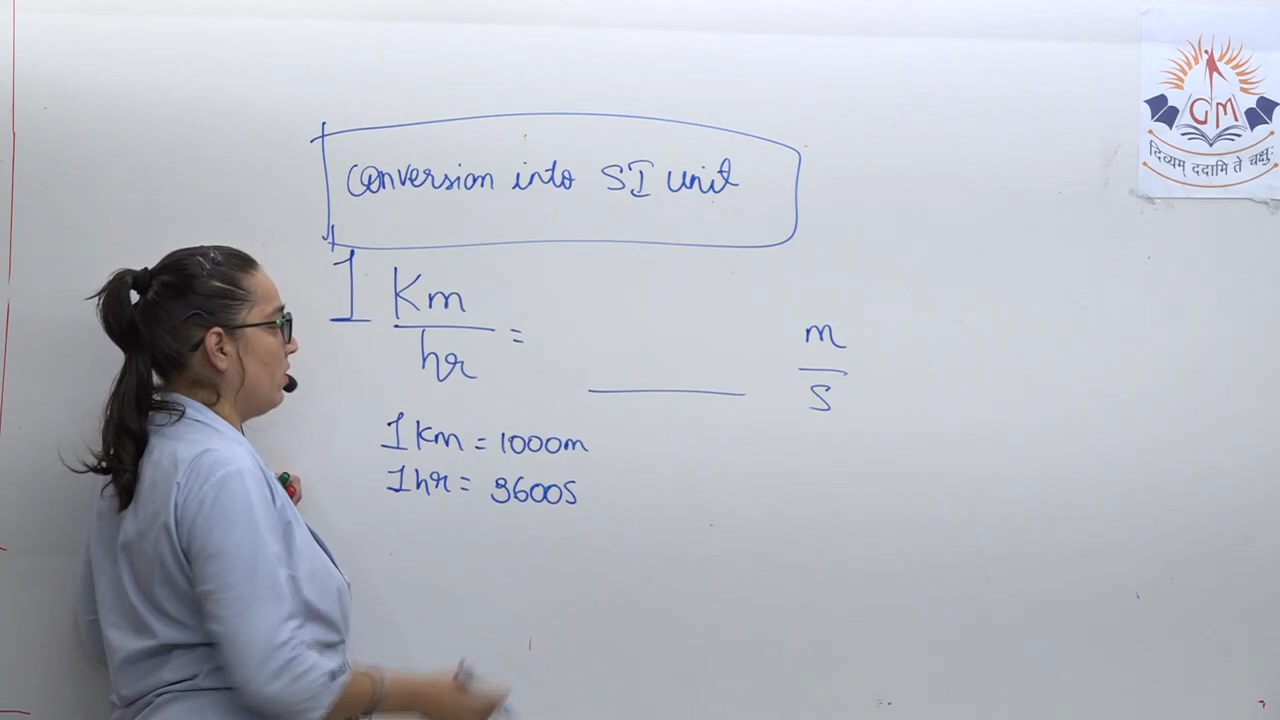 GM
दिव्यम् ददामि ते चक्षुः
Conversion into SI unit
1 Km/hr = ____ m/s
1 Km = 1000m
1 hr = 3600S